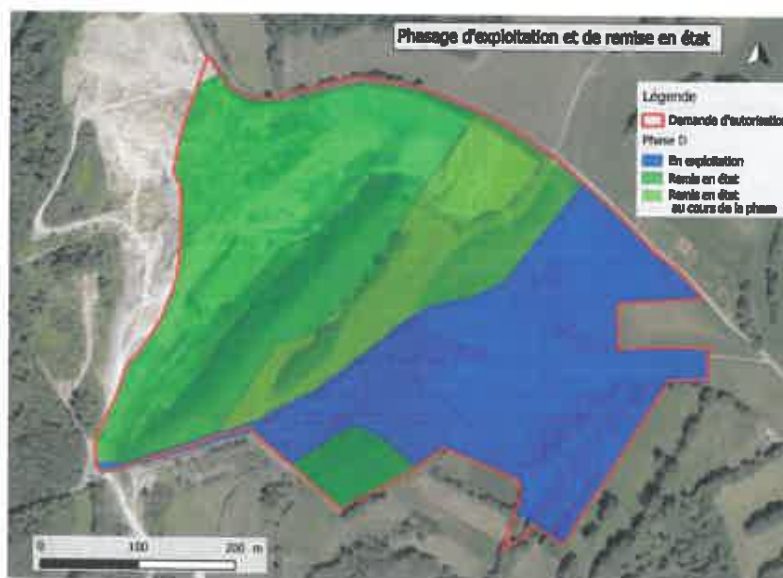 Phasage d'exploitation et de remise en état
Légende
Demande d'autorisation
Phase D
En exploitation
Remis en état
Remis en état
au cours de la phase
0 100 200 m